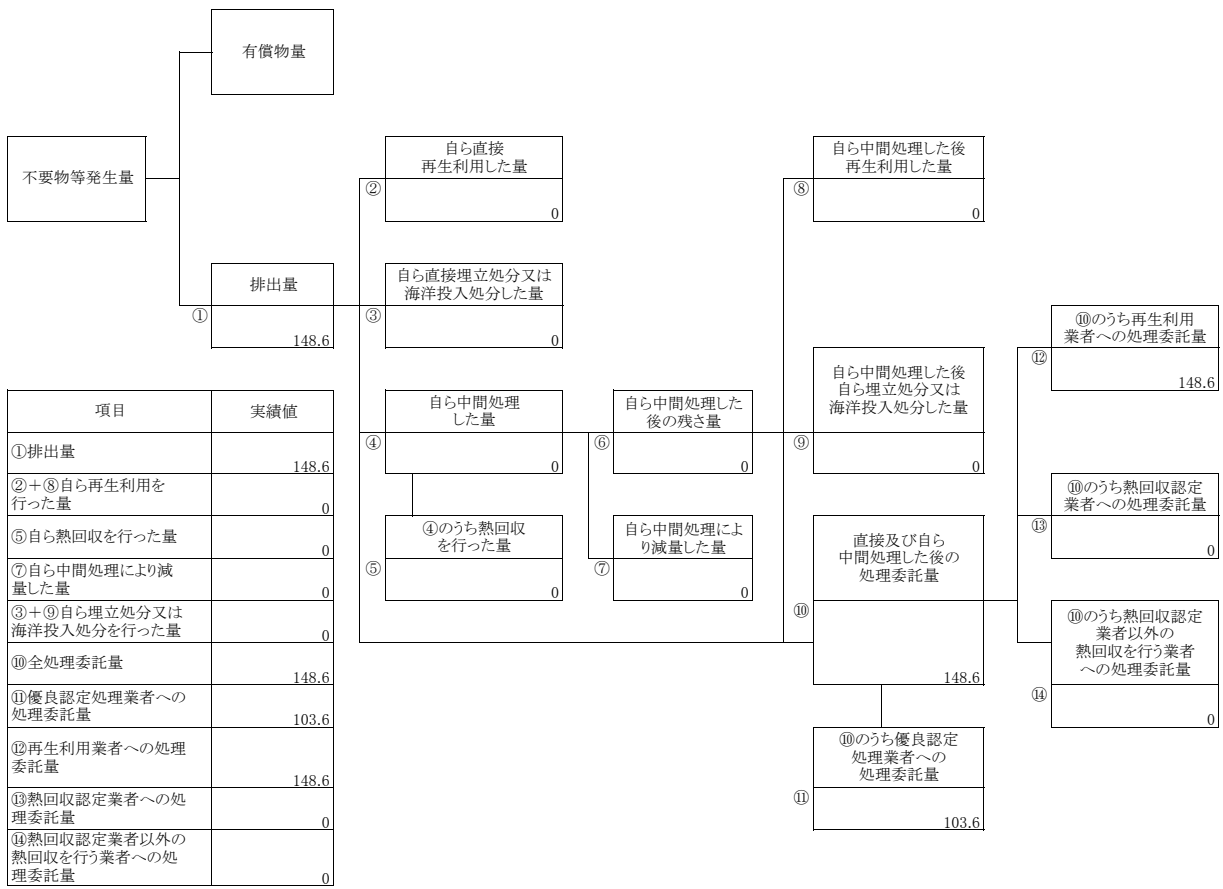 有償物量
不要物等発生量
自ら直接
再生利用した量
②
0
自ら中間処理した後
再生利用した量
⑧
0
排出量
①
148.6
自ら直接埋立処分又は
海洋投入処分した量
③
0
自ら中間処理
した量
④
0
自ら中間処理した
後の残さ量
⑥
0
自ら中間処理した後
自ら埋立処分又は
海洋投入処分した量
⑨
0
⑩のうち再生利用
業者への処理委託量
⑫
148.6
④のうち熱回収
を行った量
⑤
0
自ら中間処理によ
り減量した量
⑦
0
直接及び自ら
中間処理した後の
処理委託量
⑩
148.6
⑩のうち熱回収認定
業者への処理委託量
⑬
0
⑩のうち熱回収認定
業者以外の
熱回収を行う業者
への処理委託量
⑭
0
⑩のうち優良認定
処理業者への
処理委託量
⑪
103.6
項目 実績値
①排出量
148.6
②+⑧自ら再生利用を
行った量
0
⑤自ら熱回収を行った量
0
⑦自ら中間処理により減
量した量
0
③+⑨自ら埋立処分又は
海洋投入処分を行った量
0
⑩全処理委託量
148.6
⑪優良認定処理業者への
処理委託量
103.6
⑫再生利用業者への処理
委託量
148.6
⑬熱回収認定業者への処
理委託量
0
⑭熱回収認定業者以外の
熱回収を行う業者への処
理委託量
0